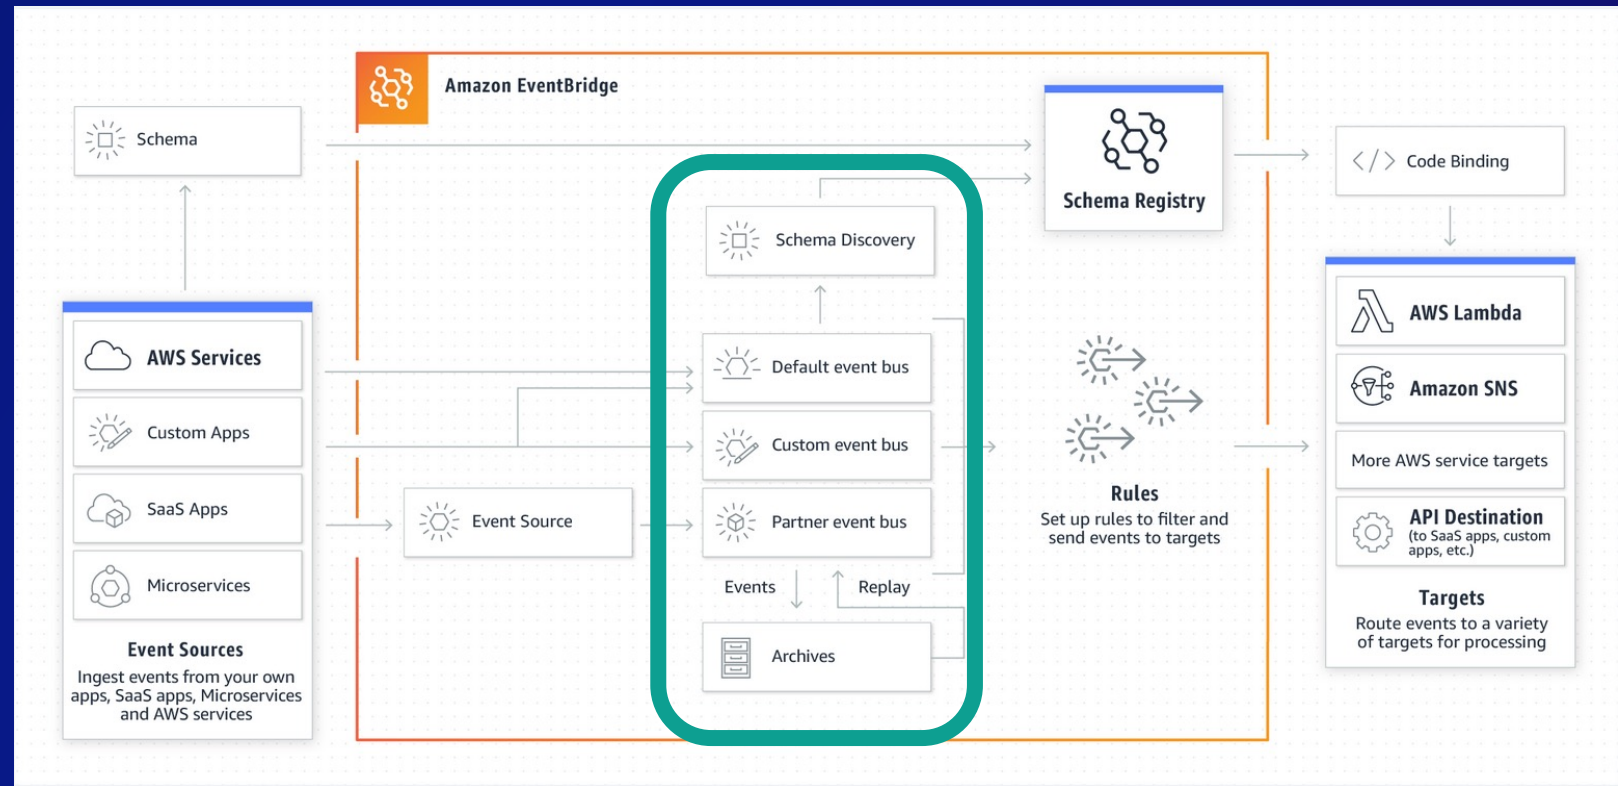 Amazon EventBridge
Schema
Schema Registry
</> Code Binding
Schema Discovery
AWS Services
Custom Apps
SaaS Apps
Microservices
Event Sources
Ingest events from your own
apps, SaaS apps, Microservices
and AWS services
Event Source
Default event bus
Custom event bus
Partner event bus
Events
Replay
Archives
Rules
Set up rules to filter and
send events to targets
AWS Lambda
Amazon SNS
More AWS service targets
API Destination
(to SaaS apps, custom
apps, etc.)
Targets
Route events to a variety
of targets for processing